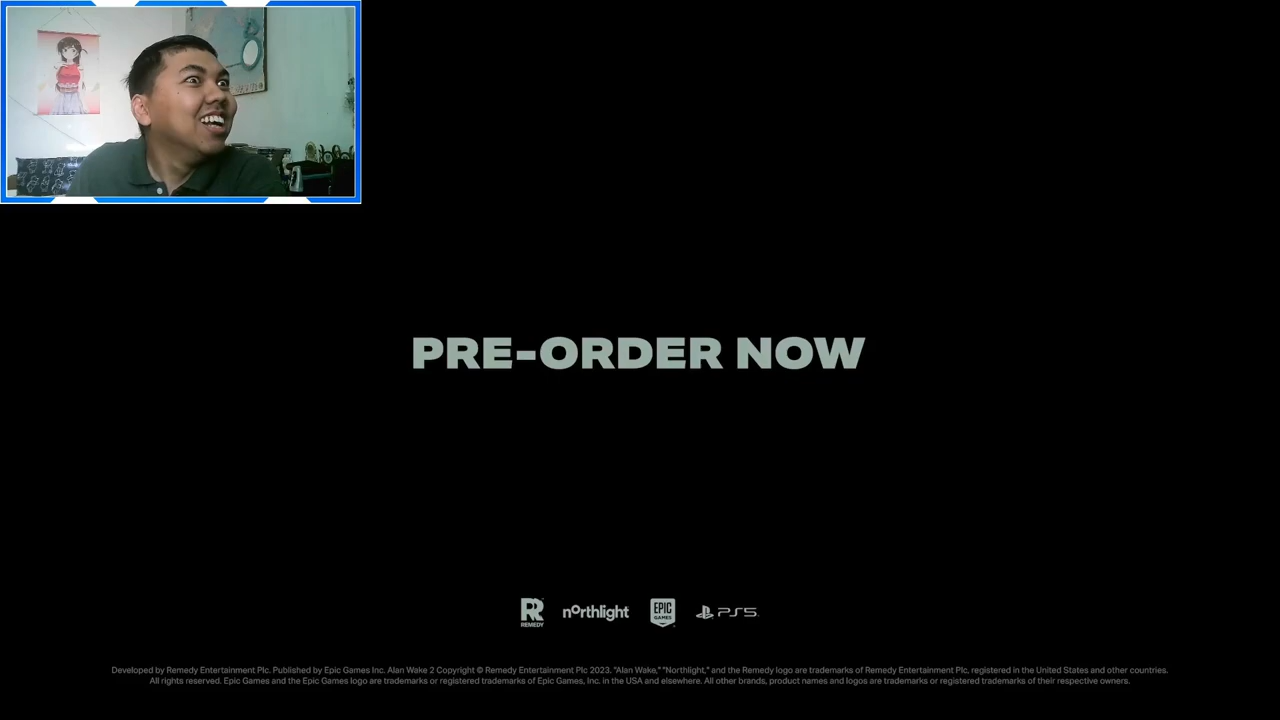 PRE-ORDER NOW
REMEDY
northlight
EPIC GAMES
PS5
Developed by Remedy Entertainment Plc. Published by Epic Games Inc. Alan Wake 2 Copyright © Remedy Entertainment Plc 2023. "Alan Wake," "Northlight," and the Remedy logo are trademarks of Remedy Entertainment Plc, registered in the United States and other countries.
All rights reserved. Epic Games and the Epic Games logo are trademarks or registered trademarks of Epic Games, Inc. in the USA and elsewhere. All other brands, product names and logos are trademarks or registered trademarks of their respective owners.